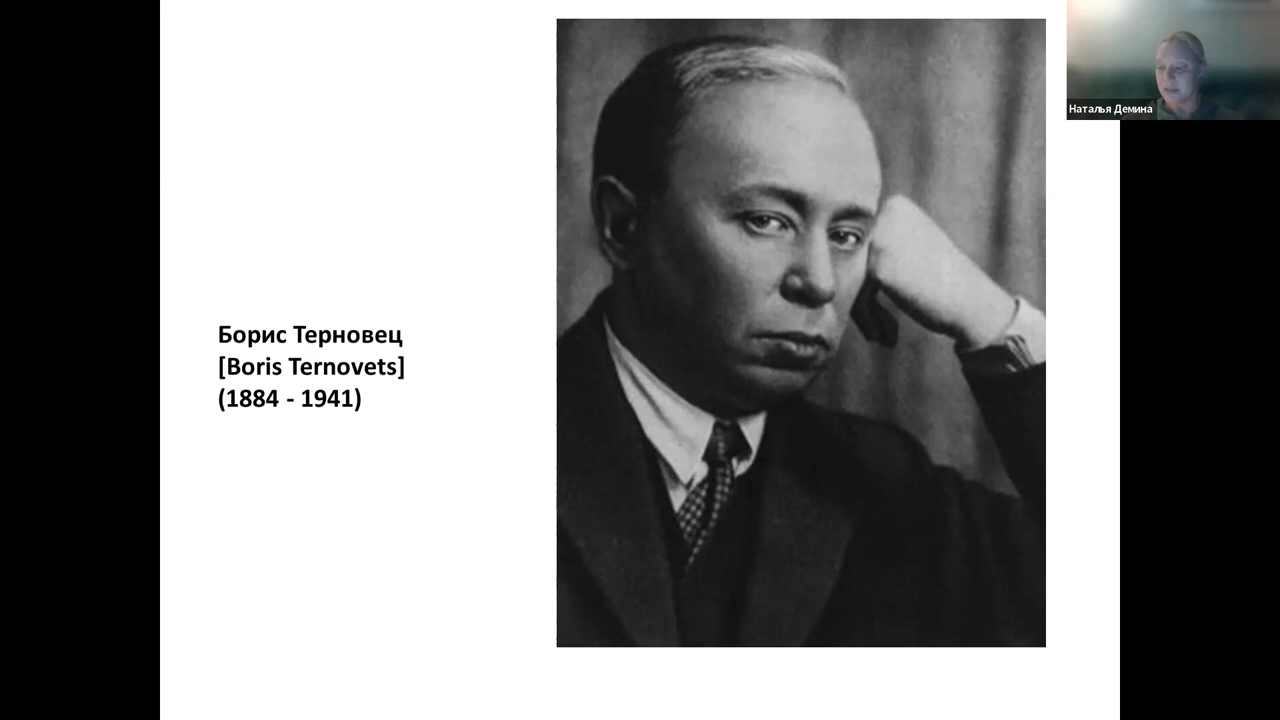 Наталья Демина
Борис Терновец
[Boris Ternovets]
(1884 - 1941)